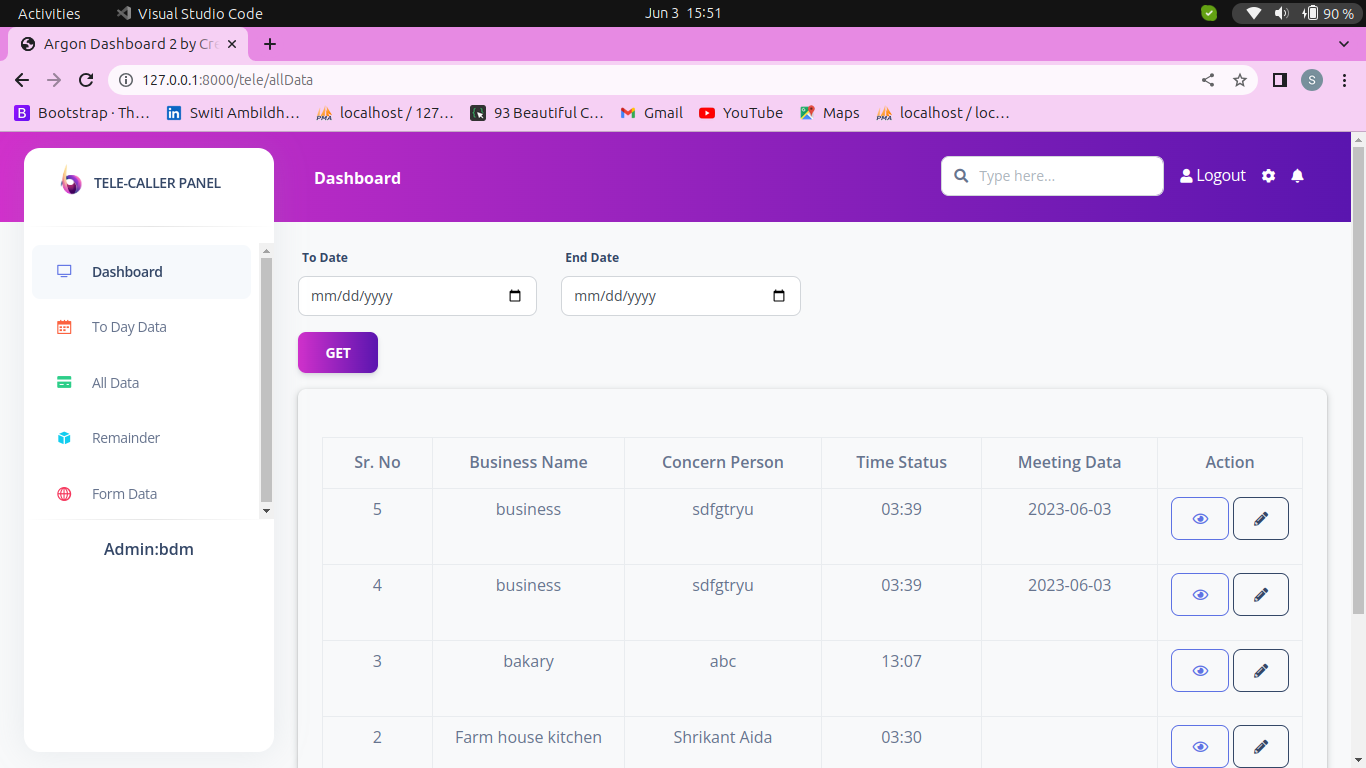 Activities Visual Studio Code Jun 3 15:51 90 %
Argon Dashboard 2 by Cre
127.0.0.1:8000/tele/allData S
B Bootstrap · Th… Switi Ambildh… localhost / 127… 93 Beautiful C… Gmail YouTube Maps localhost / loc…
TELE-CALLER PANEL
Dashboard
Type here...
Logout
Dashboard
To Day Data
All Data
Remainder
Form Data
Admin:bdm
To Date End Date
mm/dd/yyyy mm/dd/yyyy
GET
Sr. No Business Name Concern Person Time Status Meeting Data Action
5 business sdfgtryu 03:39 2023-06-03
4 business sdfgtryu 03:39 2023-06-03
3 bakary abc 13:07
2 Farm house kitchen Shrikant Aida 03:30